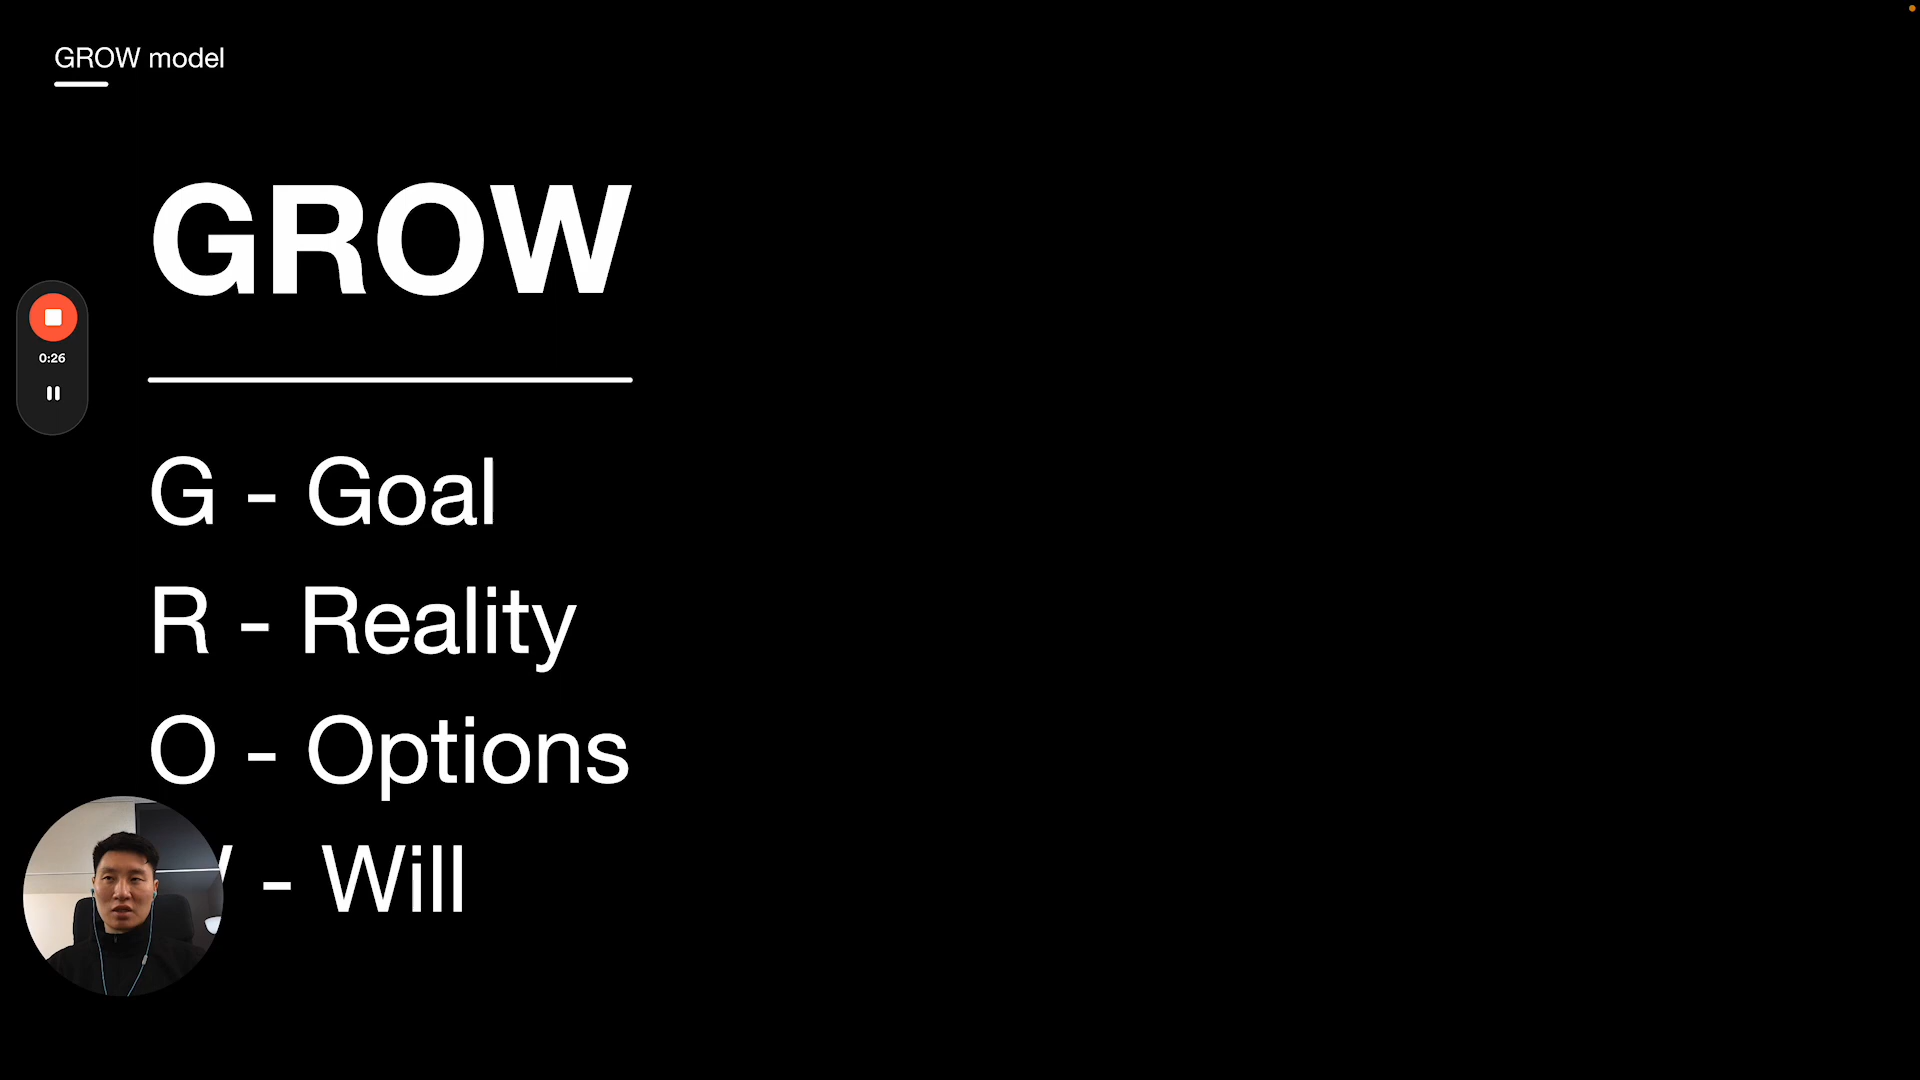 GROW model
GROW
0:26
G - Goal
R - Reality
O - Options
- Will